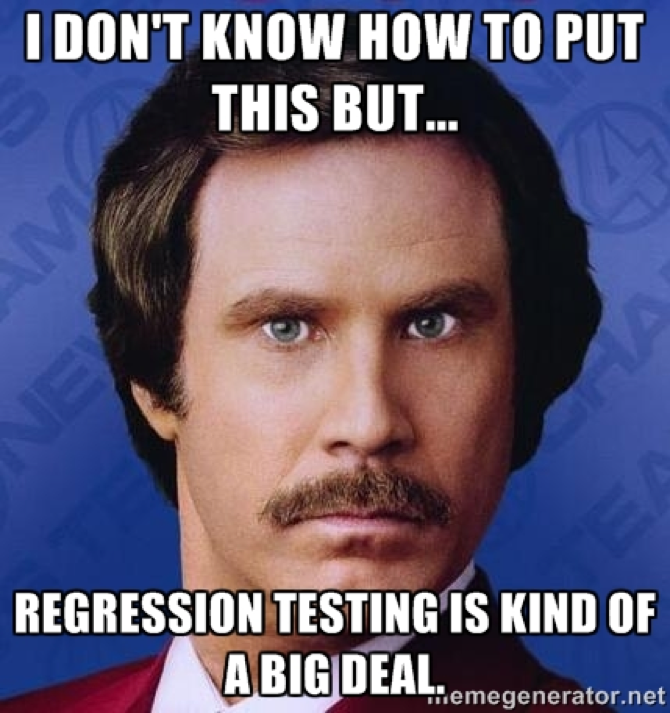 I DON'T KNOW HOW TO PUT
THIS BUT...
REGRESSION TESTING IS KIND OF
A BIG DEAL.
memegenerator.net